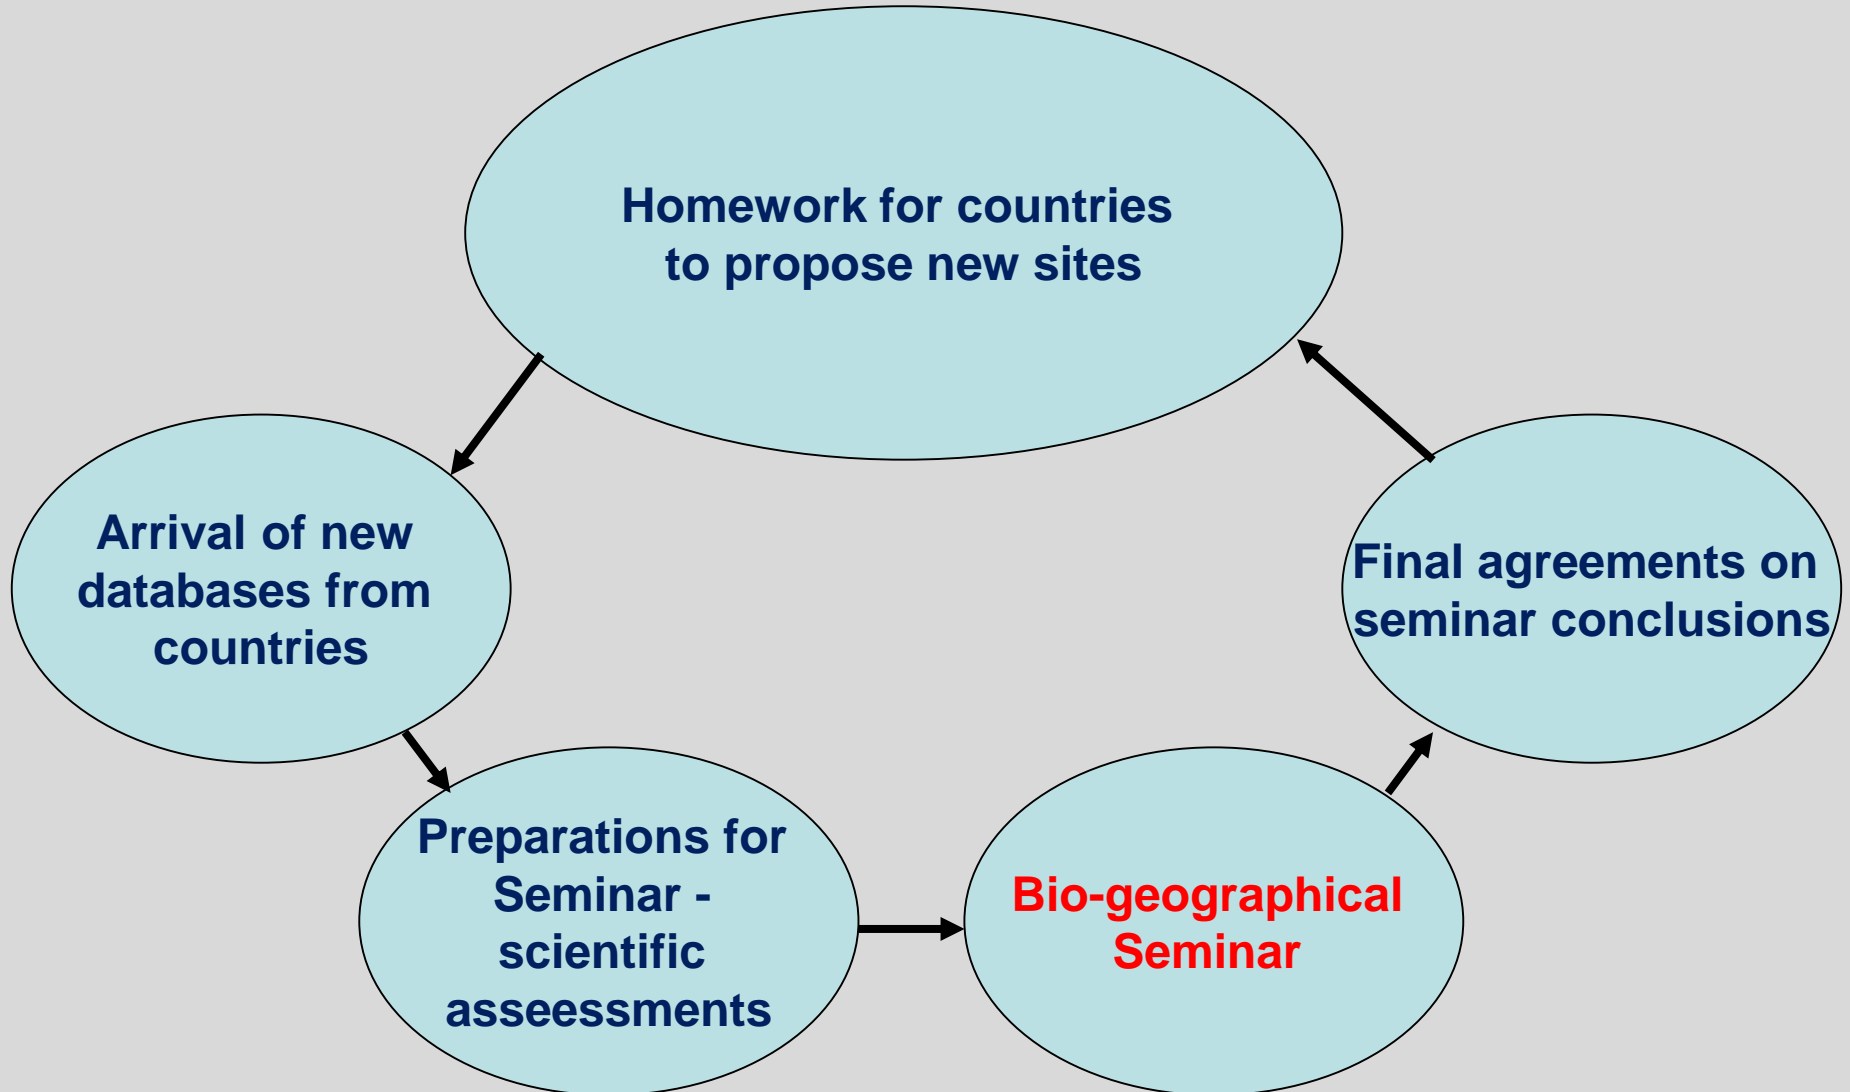 Homework for countries
to propose new sites
Arrival of new
databases from
countries
Final agreements on
seminar conclusions
Preparations for
Seminar -
scientific
asseessments
Bio-geographical
Seminar